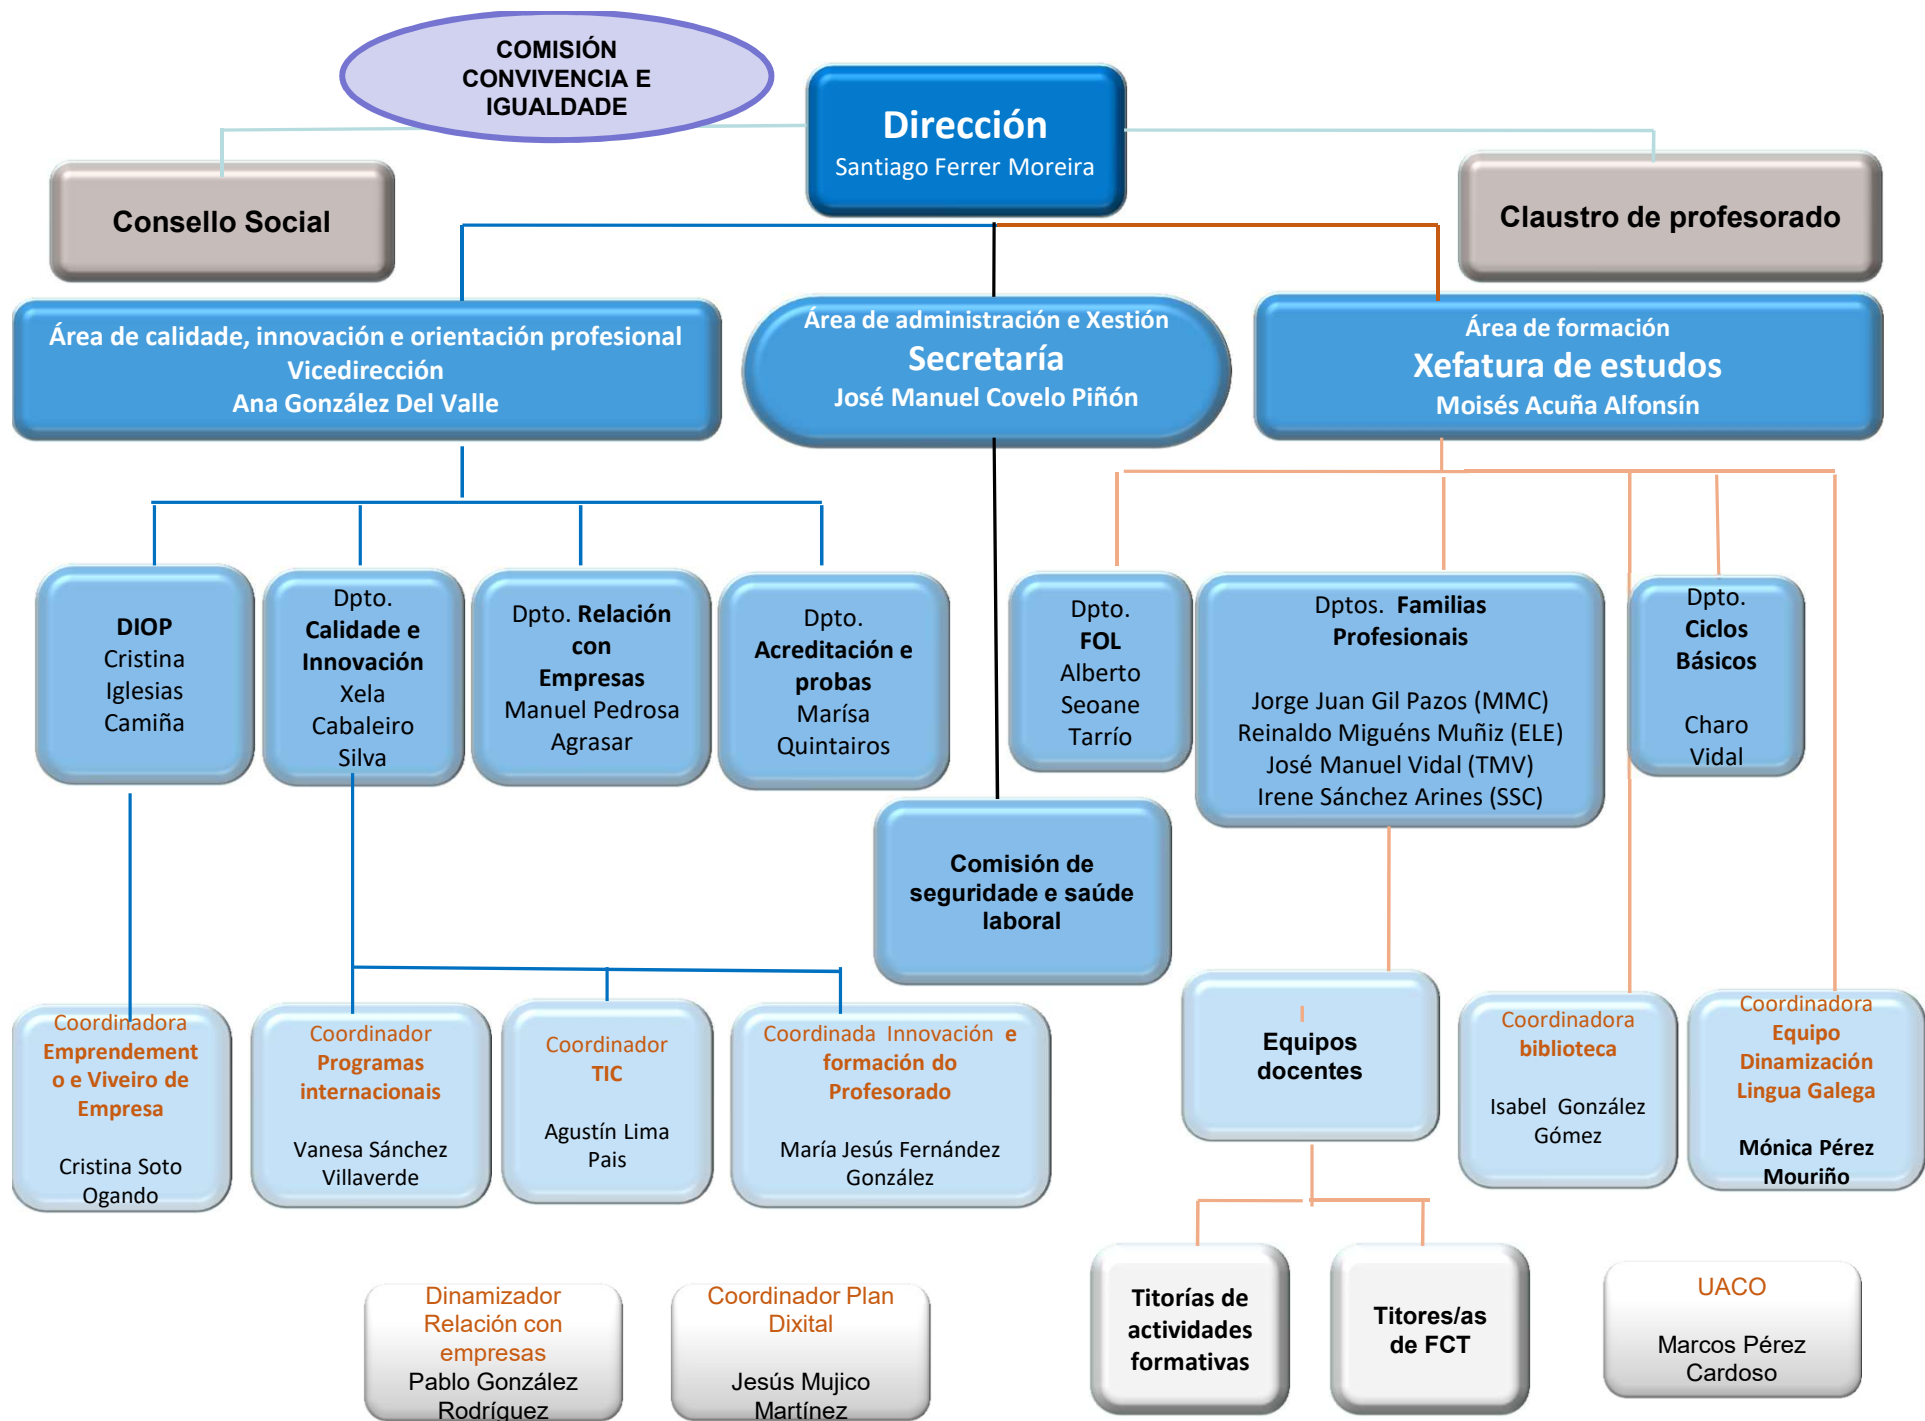 COMISIÓN
CONVIVENCIA E
IGUALDADE
Dirección
Santiago Ferrer Moreira
Consello Social
Claustro de profesorado
Área de calidade, innovación e orientación profesional
Vicedirección
Ana González Del Valle
Área de administración e Xestión
Secretaría
José Manuel Covelo Piñón
Área de formación
Xefatura de estudos
Moisés Acuña Alfonsín
DIOP
Cristina
Iglesias
Camiña
Dpto.
Calidade e
Innovación
Xela
Cabaleiro
Silva
Dpto. Relación
con
Empresas
Manuel Pedrosa
Agrasar
Dpto.
Acreditación e
probas
Marísa
Quintairos
Dpto.
FOL
Alberto
Seoane
Tarrío
Dptos. Familias
Profesionais
Jorge Juan Gil Pazos (MMC)
Reinaldo Miguéns Muñiz (ELE)
José Manuel Vidal (TMV)
Irene Sánchez Arines (SSC)
Dpto.
Ciclos
Básicos
Charo
Vidal
Comisión de
seguridade e saúde
laboral
Coordinadora
Emprendement
o e Viveiro de
Empresa
Cristina Soto
Ogando
Coordinador
Programas
internacionais
Vanesa Sánchez
Villaverde
Coordinador
TIC
Agustín Lima
Pais
Coordinada Innovación e
formación do
Profesorado
María Jesús Fernández
González
Equipos
docentes
Coordinadora
biblioteca
Isabel González
Gómez
Coordinadora
Equipo
Dinamización
Lingua Galega
Mónica Pérez
Mouriño
Dinamizador
Relación con
empresas
Pablo González
Rodríguez
Coordinador Plan
Dixital
Jesús Mujico
Martínez
Titorías de
actividades
formativas
Titores/as
de FCT
UACO
Marcos Pérez
Cardoso